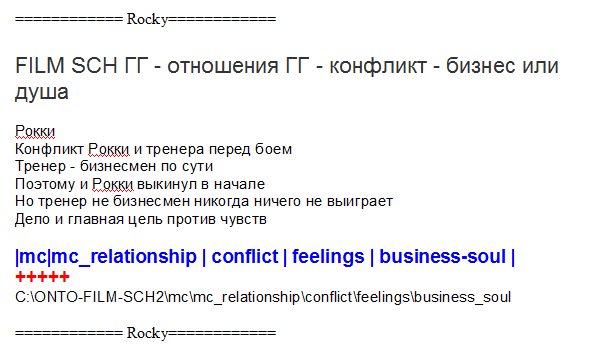 ============ Rocky============
FILM SCH ГГ - отношения ГГ - конфликт - бизнес или
душа
Рокки
Конфликт Рокки и тренера перед боем
Тренер - бизнесмен по сути
Поэтому и Рокки выкинул в начале
Но тренер не бизнесмен никогда ничего не выиграет
Дело и главная цель против чувств
|mc|mc_relationship | conflict | feelings | business-soul |
+++++
C:\ONTO-FILM-SCH2\mc\mc_relationship\conflict\feelings\business_soul
============ Rocky============